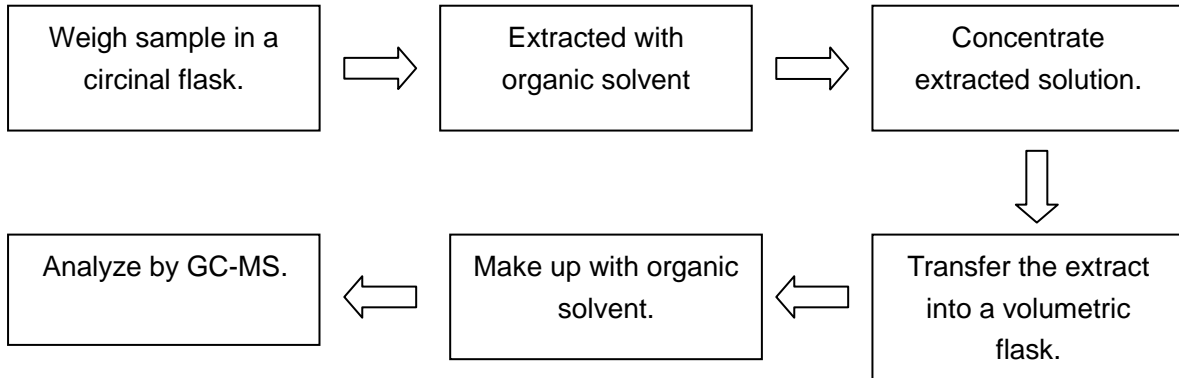 Weigh sample in a
circinal flask.
Extracted with
organic solvent
Concentrate
extracted solution.
Transfer the extract
into a volumetric
flask.
Make up with organic
solvent.
Analyze by GC-MS.